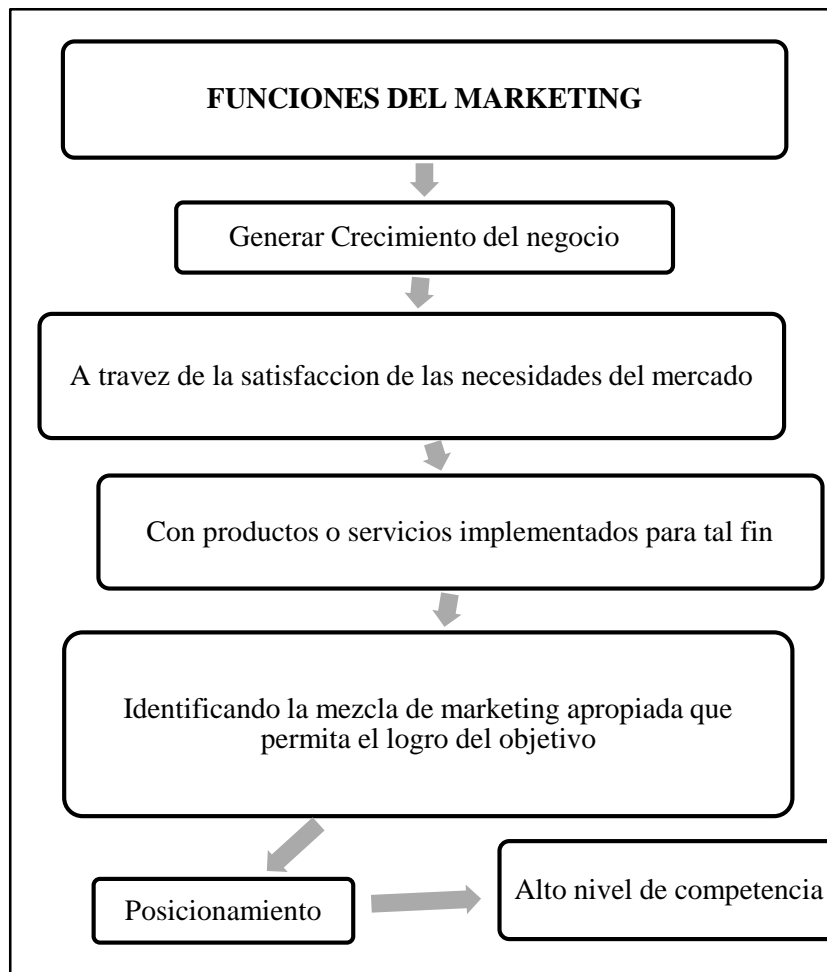 FUNCIONES DEL MARKETING
Generar Crecimiento del negocio
A travez de la satisfaccion de las necesidades del mercado
Con productos o servicios implementados para tal fin
Identificando la mezcla de marketing apropiada que
permita el logro del objetivo
Posicionamiento
Alto nivel de competencia